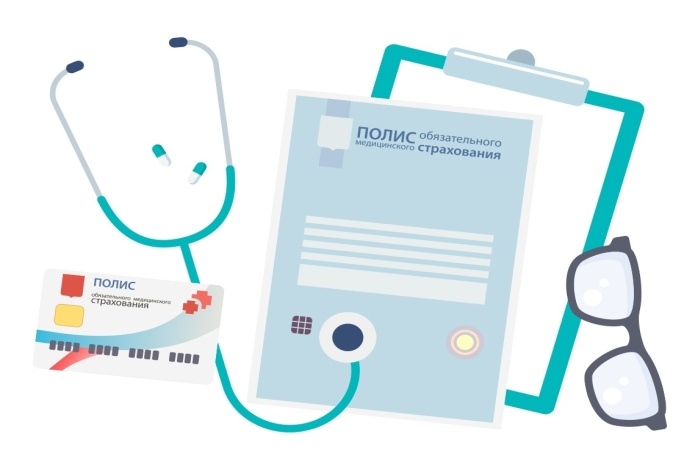 ПОЛИС обязательного
медицинского страхования
ПОЛИС
обязательного медицинского
страхования